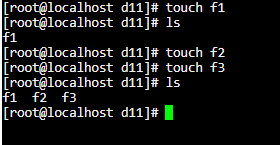 [root@localhost d11]# touch f1
[root@localhost d11]# ls
f1
[root@localhost d11]# touch f2
[root@localhost d11]# touch f3
[root@localhost d11]# ls
f1  f2  f3
[root@localhost d11]#